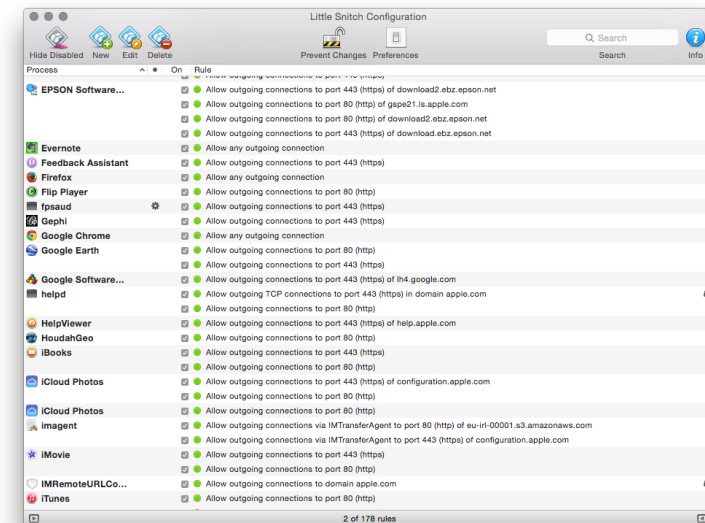 Little Snitch Configuration
Hide Disabled New Edit Delete Prevent Changes Preferences Search Search Info
Process On Rule
Allow outgoing connections to port 443 (https)
EPSON Software... Allow outgoing connections to port 443 (https) of download2.ebz.epson.net
Allow outgoing connections to port 80 (http) of gspe21.ls.apple.com
Allow outgoing connections to port 80 (http) of download2.ebz.epson.net
Allow outgoing connections to port 443 (https) of download.ebz.epson.net
Evernote Allow any outgoing connection
Feedback Assistant Allow outgoing connections to port 443 (https)
Firefox Allow any outgoing connection
Flip Player Allow outgoing connections to port 80 (http)
fpsaud Allow outgoing connections to port 443 (https)
Gephi Allow outgoing connections to port 443 (https)
Google Chrome Allow any outgoing connection
Google Earth Allow outgoing connections to port 80 (http)
Allow outgoing connections to port 443 (https)
Google Software... Allow outgoing connections to port 443 (https) of lh4.google.com
helpd Allow outgoing TCP connections to port 443 (https) in domain apple.com
Allow outgoing connections to port 80 (http)
HelpViewer Allow outgoing connections to port 443 (https) of help.apple.com
HoudahGeo Allow outgoing connections to port 80 (http)
iBooks Allow outgoing connections to port 443 (https)
Allow outgoing connections to port 80 (http)
iCloud Photos Allow outgoing connections to port 443 (https) of configuration.apple.com
Allow outgoing connections to port 80 (http)
iCloud Photos Allow outgoing connections to port 80 (http)
imagent Allow outgoing connections via IMTransferAgent to port 80 (http) of eu-irl-00001.s3.amazonaws.com
Allow outgoing connections via IMTransferAgent to port 443 (https) of configuration.apple.com
iMovie Allow outgoing connections to port 443 (https)
Allow outgoing connections to port 80 (http)
IMRemoteURLCo... Allow outgoing connections to domain apple.com
iTunes Allow outgoing connections to port 80 (http)
2 of 178 rules